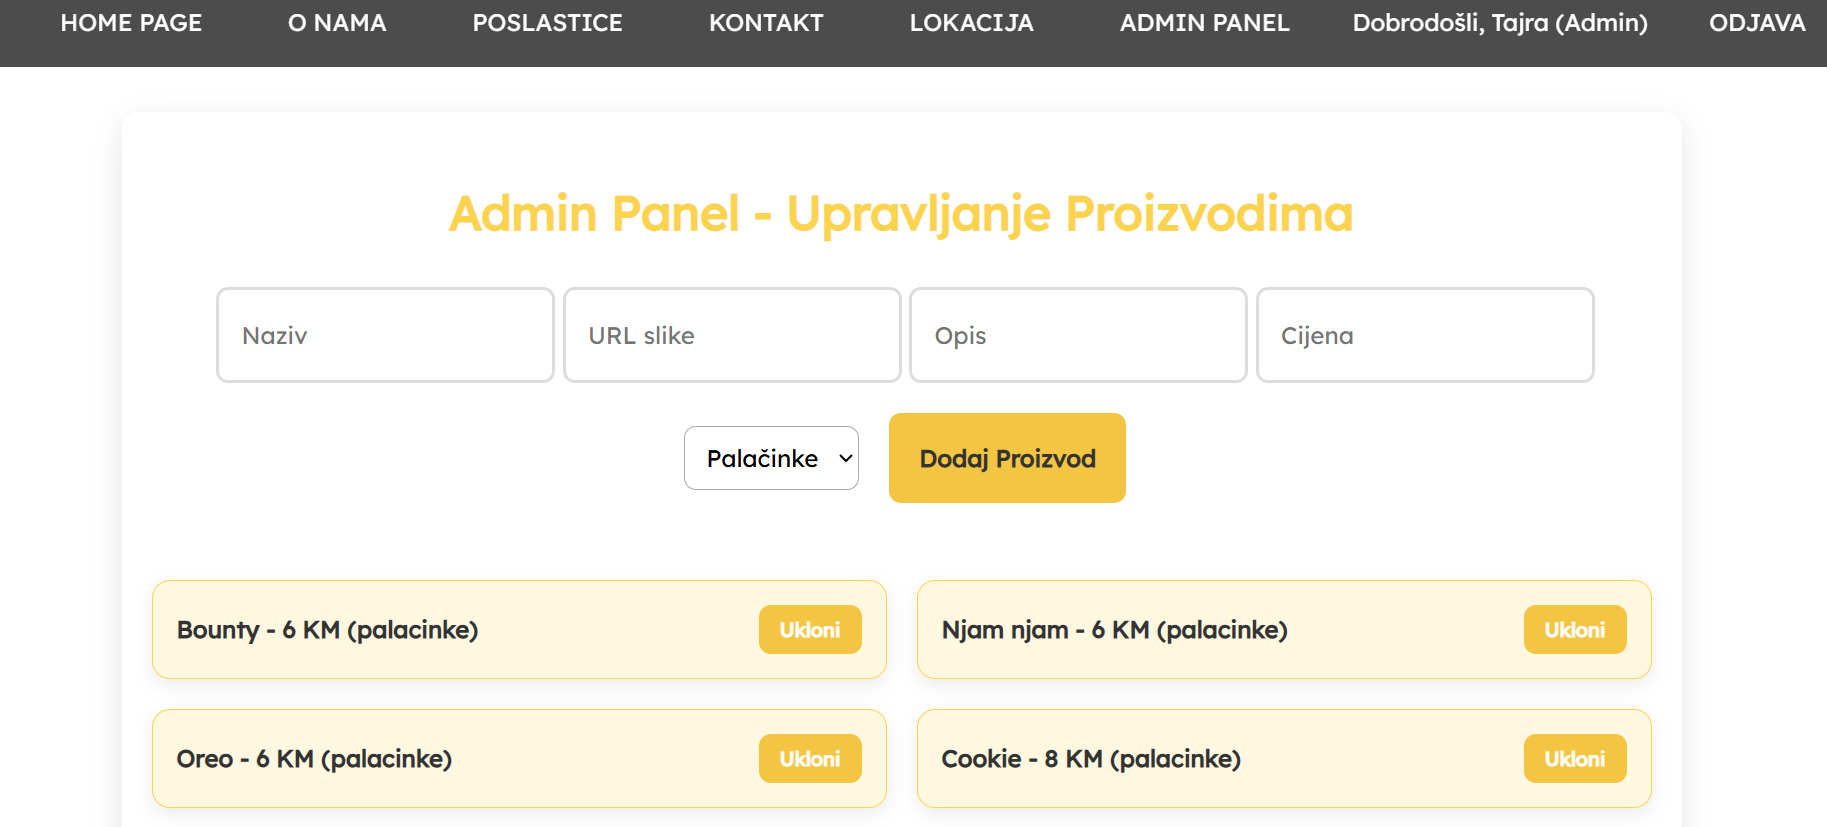 HOME PAGE O NAMA POSLASTICE KONTAKT LOKACIJA ADMIN PANEL Dobrodošli, Tajra (Admin) ODJAVA
Admin Panel - Upravljanje Proizvodima
Naziv URL slike Opis Cijena
Palačinke Dodaj Proizvod
Bounty - 6 KM (palacinke) Ukloni Njam njam - 6 KM (palacinke) Ukloni
Oreo - 6 KM (palacinke) Ukloni Cookie - 8 KM (palacinke) Ukloni